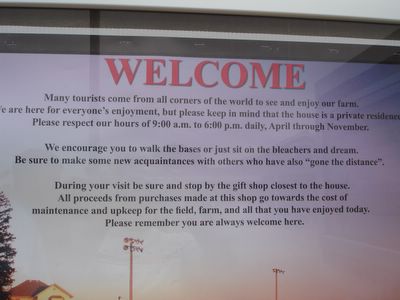 WELCOME
Many tourists come from all corners of the world to see and enjoy our farm.
We are here for everyone's enjoyment, but please keep in mind that the house is a private residence.
Please respect our hours of 9:00 a.m. to 6:00 p.m. daily, April through November.
We encourage you to walk the bases or just sit on the bleachers and dream.
Be sure to make some new acquaintances with others who have also "gone the distance".
During your visit be sure and stop by the gift shop closest to the house.
All proceeds from purchases made at this shop go towards the cost of
maintenance and upkeep for the field, farm, and all that you have enjoyed today.
Please remember you are always welcome here.